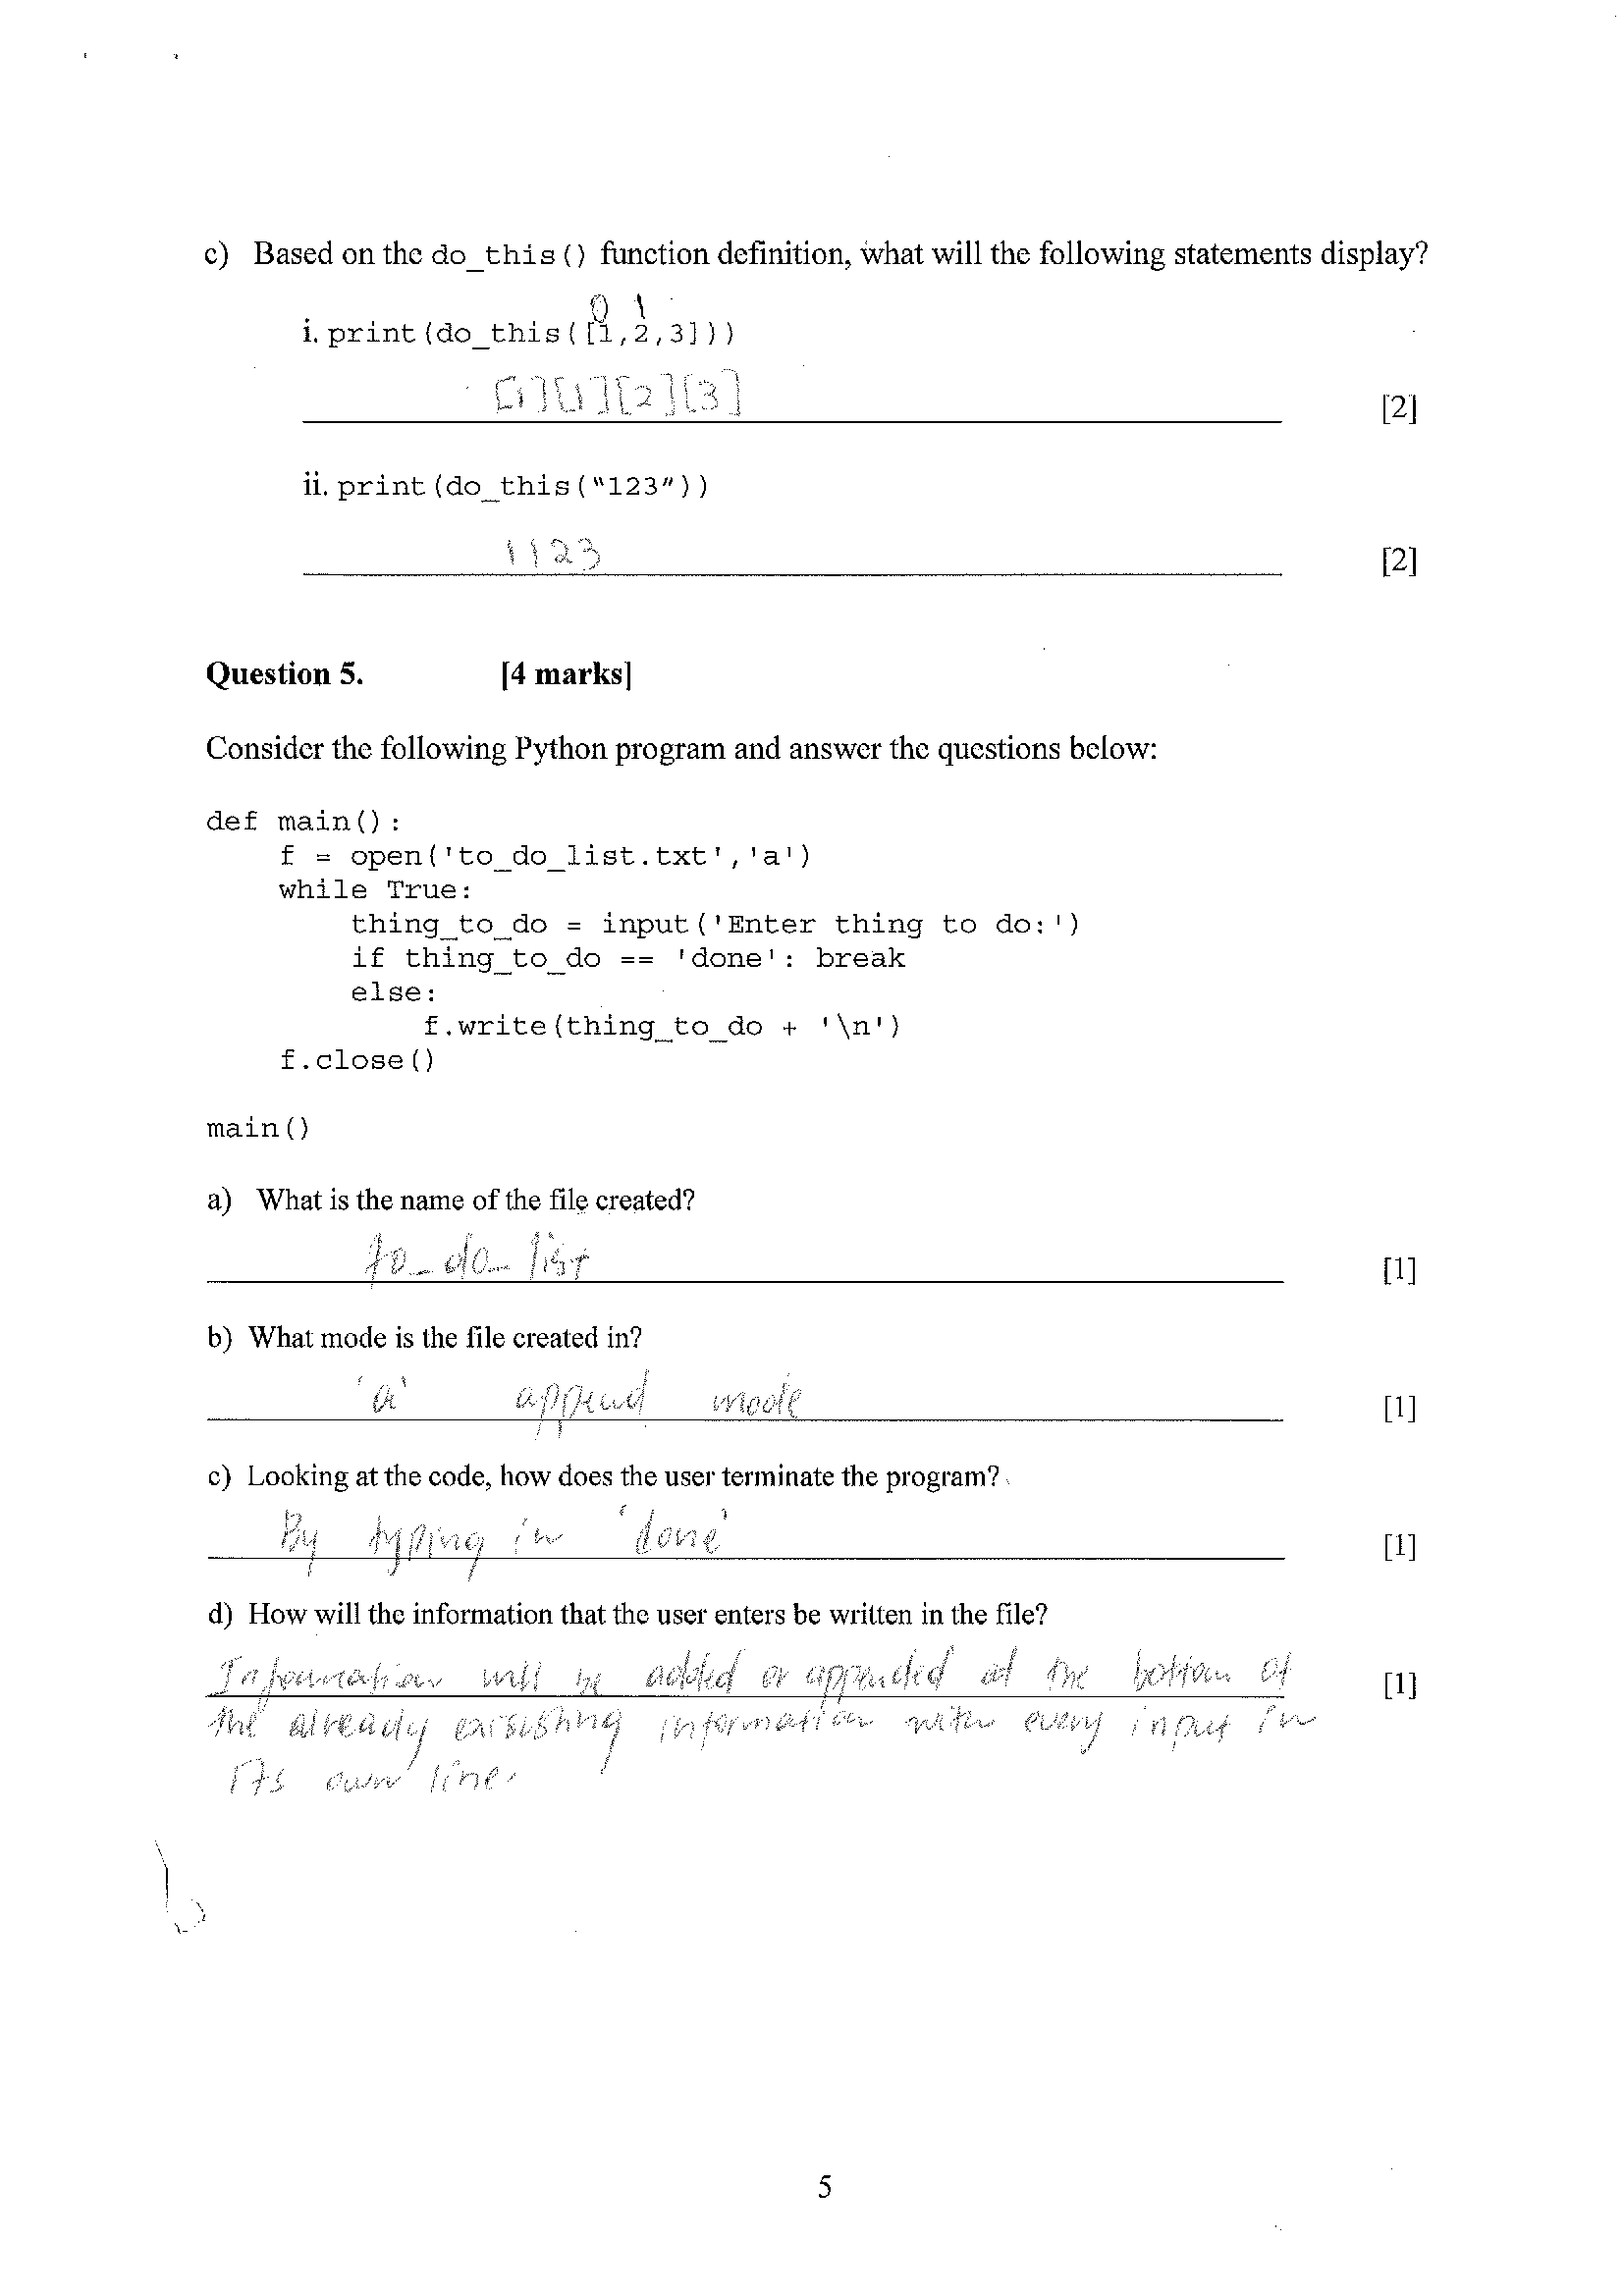 c) Based on the do_this() function definition, what will the following statements display?
0 1
i. print(do_this([1,2,3]))
[1][1][2][3]
[2]
ii. print(do_this("123"))
1123
[2]
Question 5. [4 marks]
Consider the following Python program and answer the questions below:
def main():
    f = open('to_do_list.txt','a')
    while True:
        thing_to_do = input('Enter thing to do:')
        if thing_to_do == 'done': break
        else:
            f.write(thing_to_do + '\n')
    f.close()
main()
a) What is the name of the file created?
to_do_list
[1]
b) What mode is the file created in?
'a' append mode
[1]
c) Looking at the code, how does the user terminate the program?
By typing in 'done'
[1]
d) How will the information that the user enters be written in the file?
Information will be added or appended at the bottom of
[1]
the already exsisting information with every input in
its own line.
5